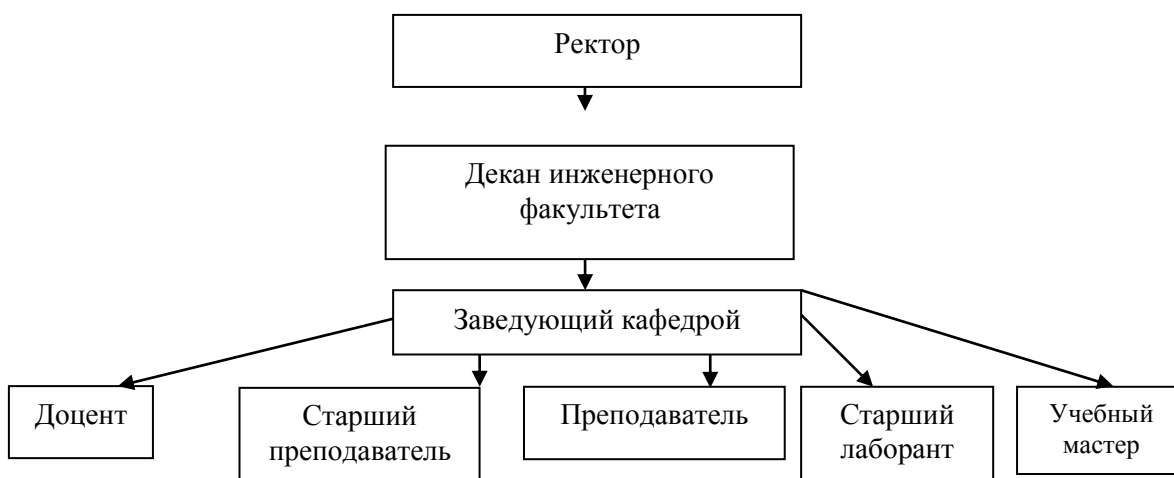 Ректор
Декан инженерного
факультета
Заведующий кафедрой
Доцент
Старший
преподаватель
Преподаватель
Старший
лаборант
Учебный
мастер